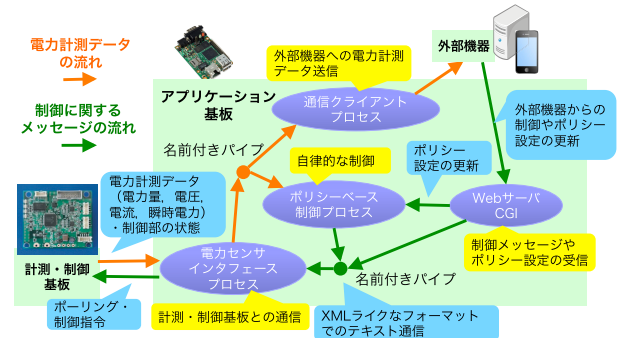 電力計測データ
の流れ
制御に関する
メッセージの流れ
外部機器への電力計測
データ送信
外部機器
アプリケーション
基板
通信クライアント
プロセス
外部機器からの
制御やポリシー
設定の更新
名前付きパイプ
自律的な制御
ポリシー
設定の更新
電力計測データ
（電力量，電圧，
電流，瞬時電力）
・制御部の状態
ポリシーベース
制御プロセス
Webサーバ
CGI
制御メッセージや
ポリシー設定の受信
計測・制御
基板
電力センサ
インタフェース
プロセス
名前付きパイプ
ポーリング・
制御指令
計測・制御基板との通信
XMLライクなフォーマット
でのテキスト通信